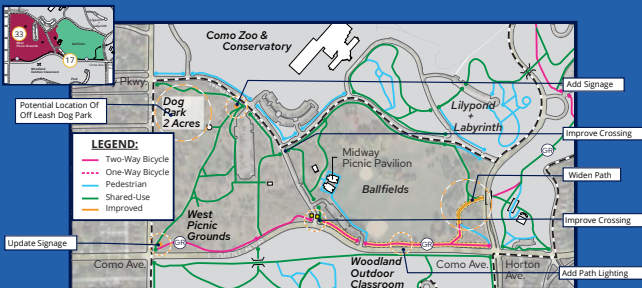 33
17
Como Zoo &
Conservatory
Pkwy.
Add Signage
Potential Location Of
Off Leash Dog Park
Dog
Park
2 Acres
Lilypond
+
Labyrinth
Improve Crossing
LEGEND:
Two-Way Bicycle
One-Way Bicycle
Pedestrian
Shared-Use
Improved
Midway
Picnic Pavilion
GR
Widen Path
Ballfields
West
Picnic
Grounds
Improve Crossing
Update Signage
GR
GR
Como Ave.
Woodland
Outdoor
Classroom
Como Ave.
Horton
Ave.
Add Path Lighting